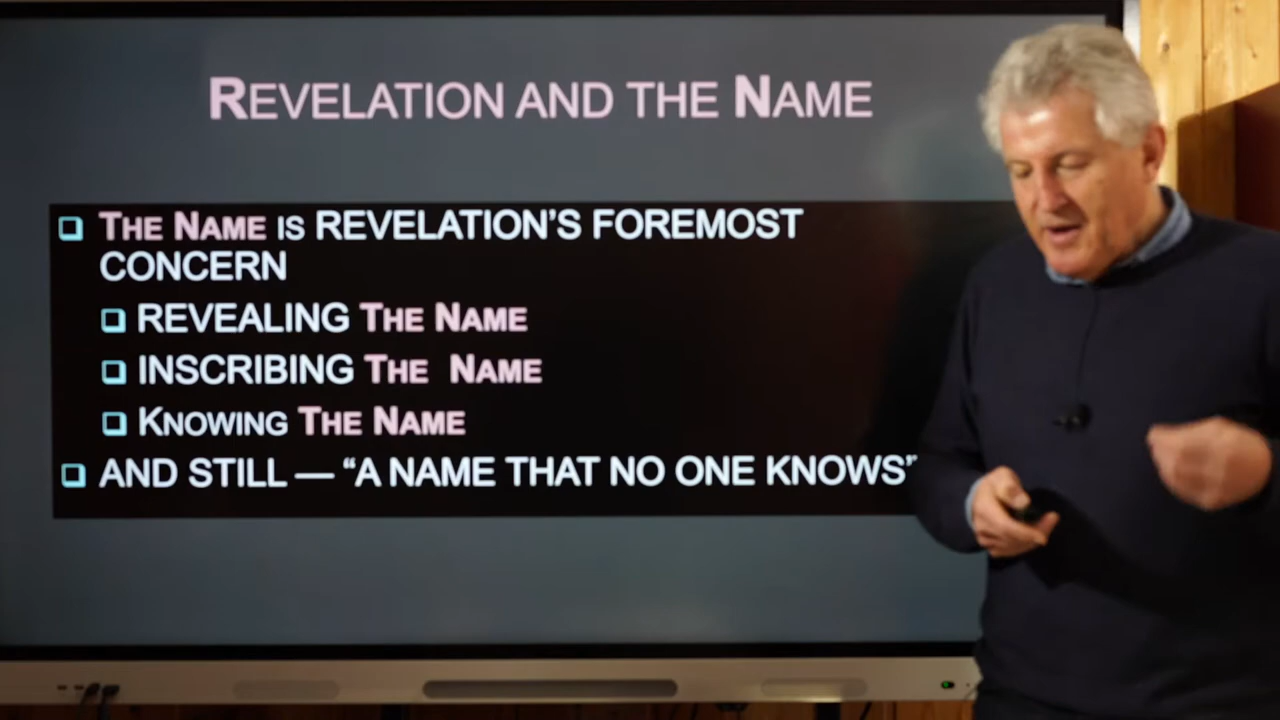 REVELATION AND THE NAME
THE NAME IS REVELATION’S FOREMOST
CONCERN
REVEALING THE NAME
INSCRIBING THE NAME
KNOWING THE NAME
AND STILL — “A NAME THAT NO ONE KNOWS”